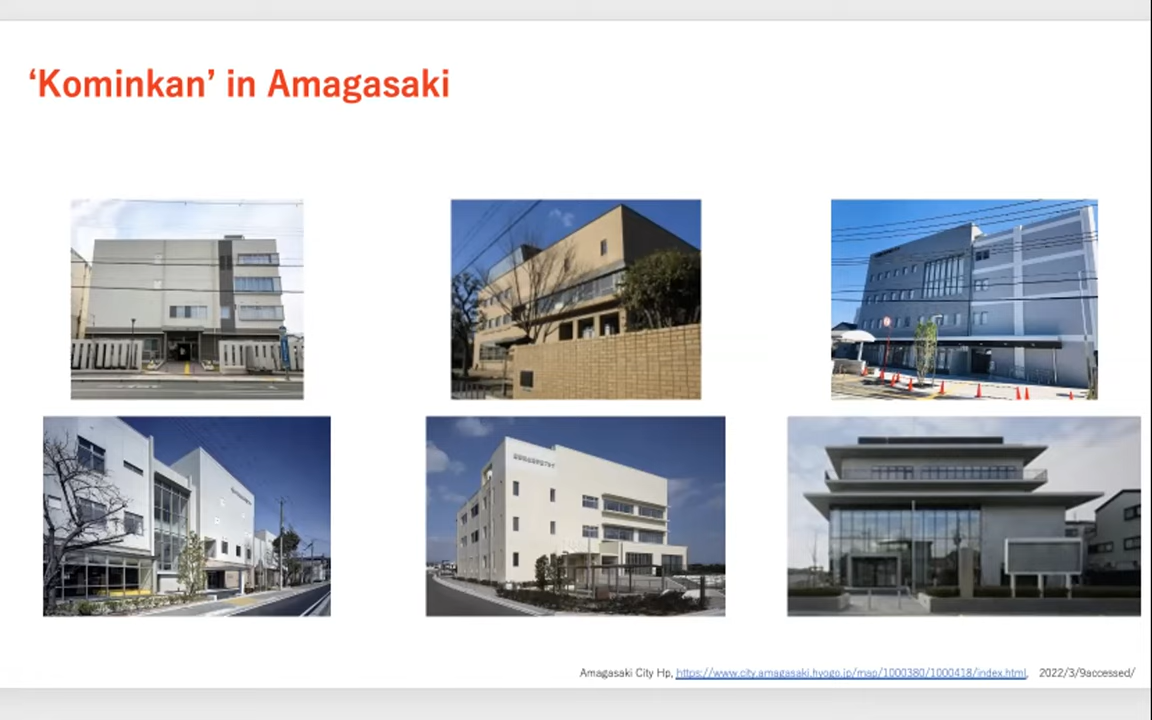 ‘Kominkan’ in Amagasaki
Amagasaki City Hp, https://www.city.amagasaki.hyogo.jp/map/1000380/1000418/index.html, 2022/3/9accessed/